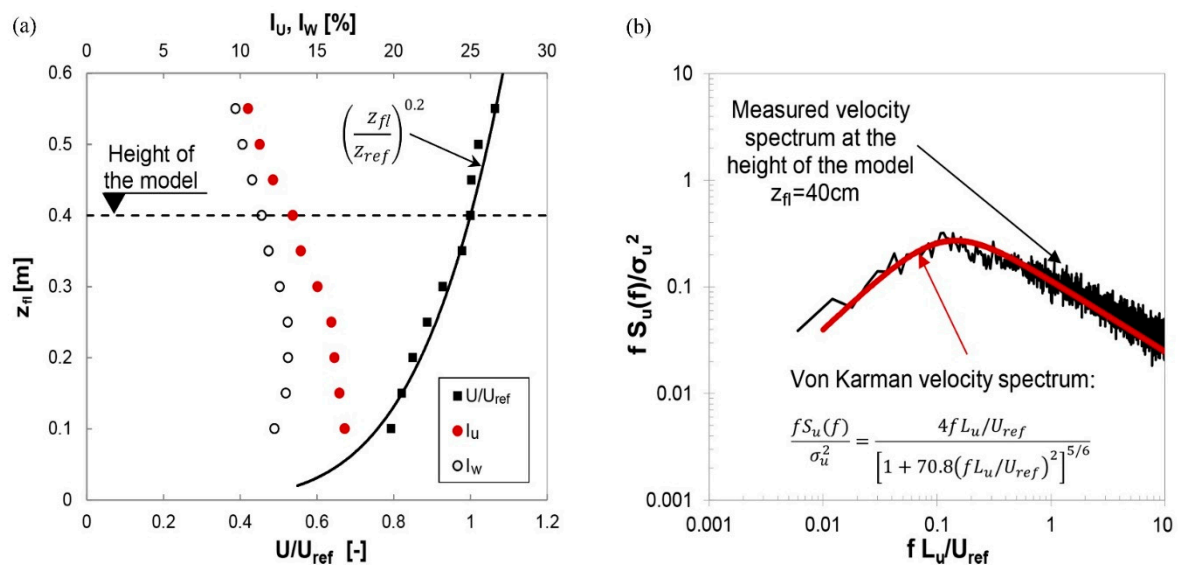 (a)
I_U, I_W [%]
0 5 10 15 20 25 30
0.6
0.5
0.4
0.3
0.2
0.1
0
z_fl [m]
Height of
the model
(z_fl / z_ref)^0.2
U/U_ref
I_u
I_w
0 0.2 0.4 0.6 0.8 1 1.2
U/U_ref [-]
(b)
10
1
0.1
0.01
0.001
f S_u(f)/σ_u^2
Measured velocity
spectrum at the
height of the model
z_fl=40cm
Von Karman velocity spectrum:
fS_u(f)/σ_u^2 = 4fL_u/U_ref / [1 + 70.8(fL_u/U_ref)^2]^5/6
0.001 0.01 0.1 1 10
f L_u/U_ref